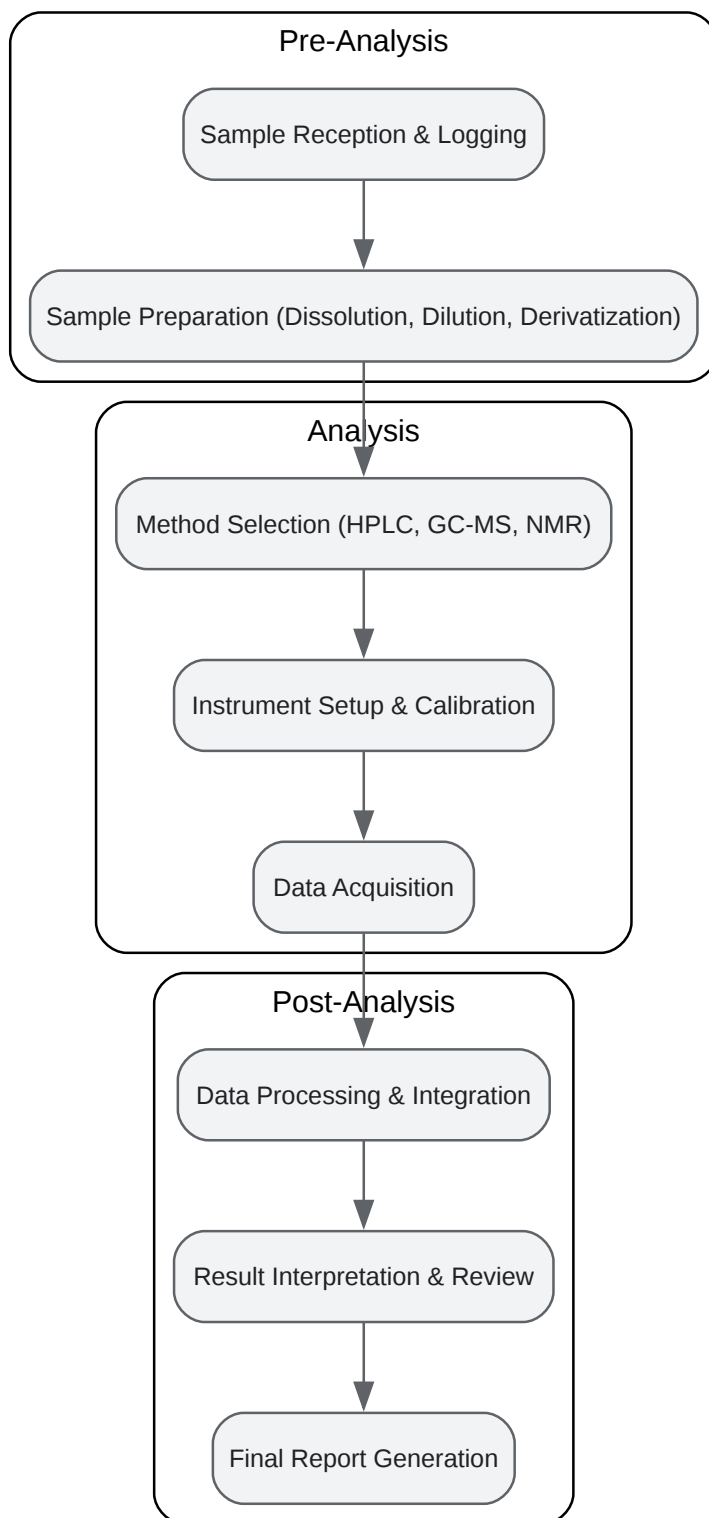 Pre-Analysis
Sample Reception & Logging
Sample Preparation (Dissolution, Dilution, Derivatization)
Analysis
Method Selection (HPLC, GC-MS, NMR)
Instrument Setup & Calibration
Data Acquisition
Post-Analysis
Data Processing & Integration
Result Interpretation & Review
Final Report Generation